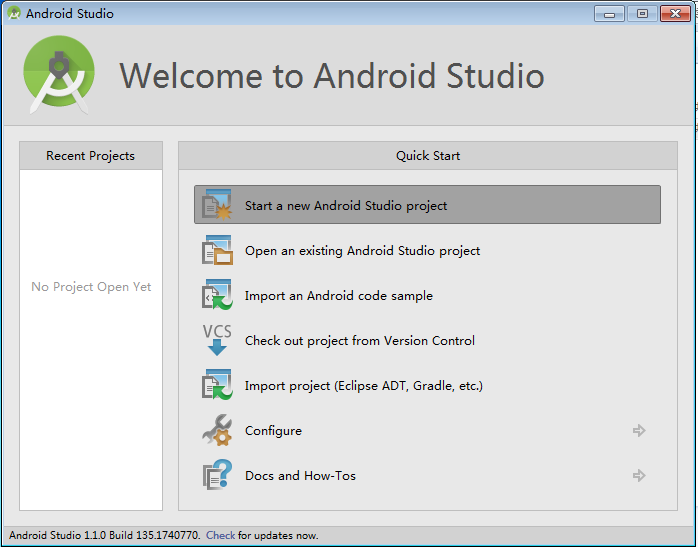 Android Studio
Welcome to Android Studio
Recent Projects
No Project Open Yet
Quick Start
Start a new Android Studio project
Open an existing Android Studio project
Import an Android code sample
VCS
Check out project from Version Control
Import project (Eclipse ADT, Gradle, etc.)
Configure
Docs and How-Tos
Android Studio 1.1.0 Build 135.1740770. Check for updates now.